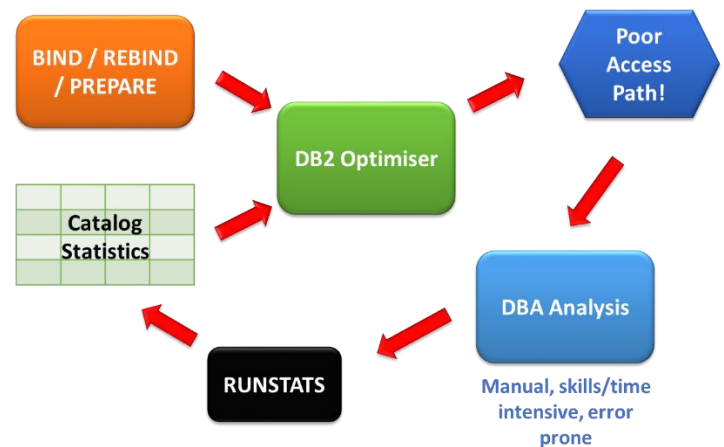 BIND / REBIND
/ PREPARE
Poor
Access
Path!
DB2 Optimiser
Catalog
Statistics
DBA Analysis
RUNSTATS
Manual, skills/time
intensive, error
prone